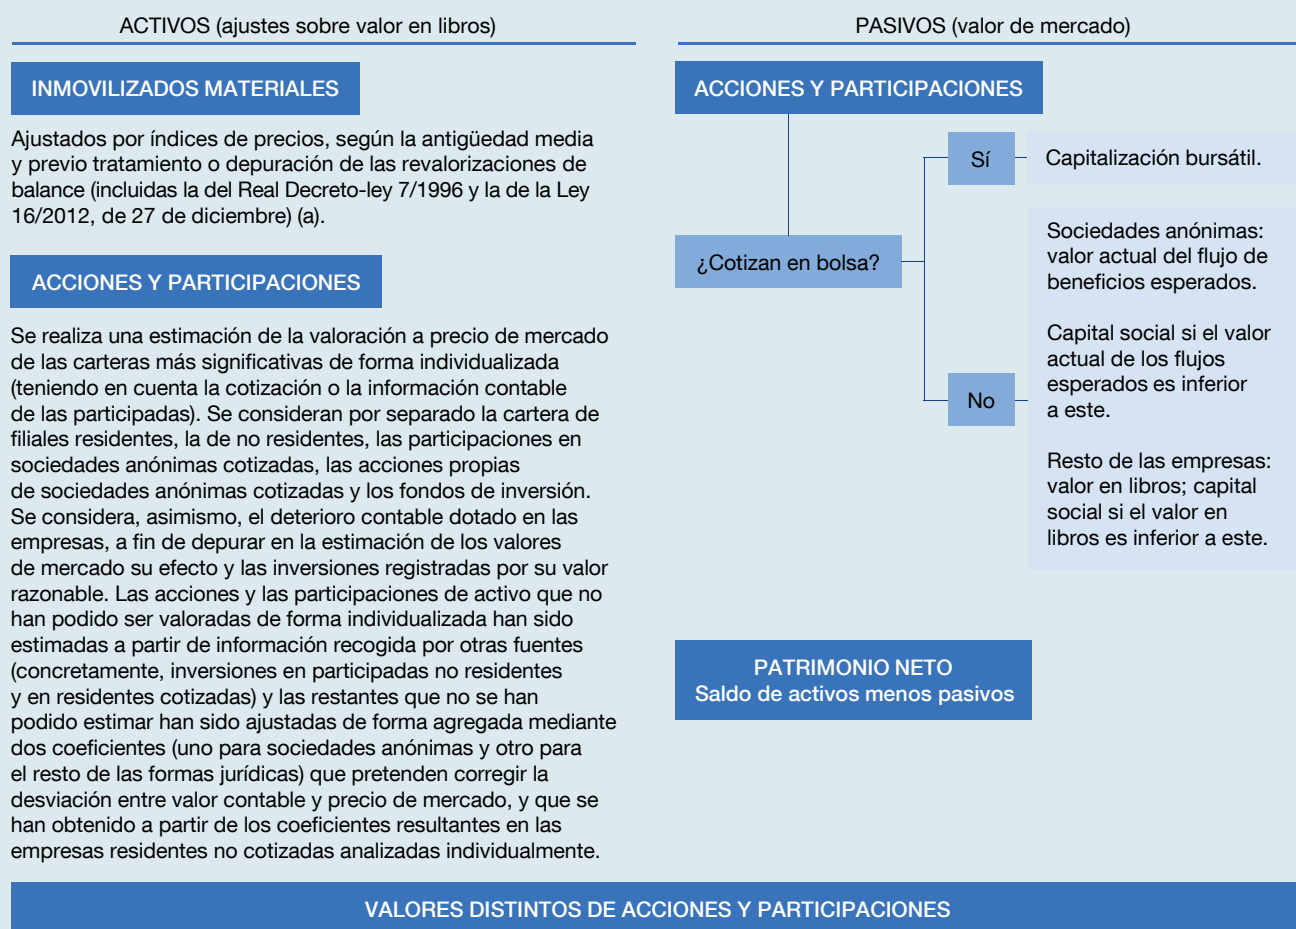 ACTIVOS (ajustes sobre valor en libros)
INMOVILIZADOS MATERIALES
Ajustados por índices de precios, según la antigüedad media
y previo tratamiento o depuración de las revalorizaciones de
balance (incluidas la del Real Decreto-ley 7/1996 y la de la Ley
16/2012, de 27 de diciembre) (a).
ACCIONES Y PARTICIPACIONES
Se realiza una estimación de la valoración a precio de mercado
de las carteras más significativas de forma individualizada
(teniendo en cuenta la cotización o la información contable
de las participadas). Se consideran por separado la cartera de
filiales residentes, la de no residentes, las participaciones en
sociedades anónimas cotizadas, las acciones propias
de sociedades anónimas cotizadas y los fondos de inversión.
Se considera, asimismo, el deterioro contable dotado en las
empresas, a fin de depurar en la estimación de los valores
de mercado su efecto y las inversiones registradas por su valor
razonable. Las acciones y las participaciones de activo que no
han podido ser valoradas de forma individualizada han sido
estimadas a partir de información recogida por otras fuentes
(concretamente, inversiones en participadas no residentes
y en residentes cotizadas) y las restantes que no se han
podido estimar han sido ajustadas de forma agregada mediante
dos coeficientes (uno para sociedades anónimas y otro para
el resto de las formas jurídicas) que pretenden corregir la
desviación entre valor contable y precio de mercado, y que se
han obtenido a partir de los coeficientes resultantes en las
empresas residentes no cotizadas analizadas individualmente.
PASIVOS (valor de mercado)
ACCIONES Y PARTICIPACIONES
¿Cotizan en bolsa?
Sí
Capitalización bursátil.
No
Sociedades anónimas:
valor actual del flujo de
beneficios esperados.
Capital social si el valor
actual de los flujos
esperados es inferior
a este.
Resto de las empresas:
valor en libros; capital
social si el valor en
libros es inferior a este.
PATRIMONIO NETO
Saldo de activos menos pasivos
VALORES DISTINTOS DE ACCIONES Y PARTICIPACIONES